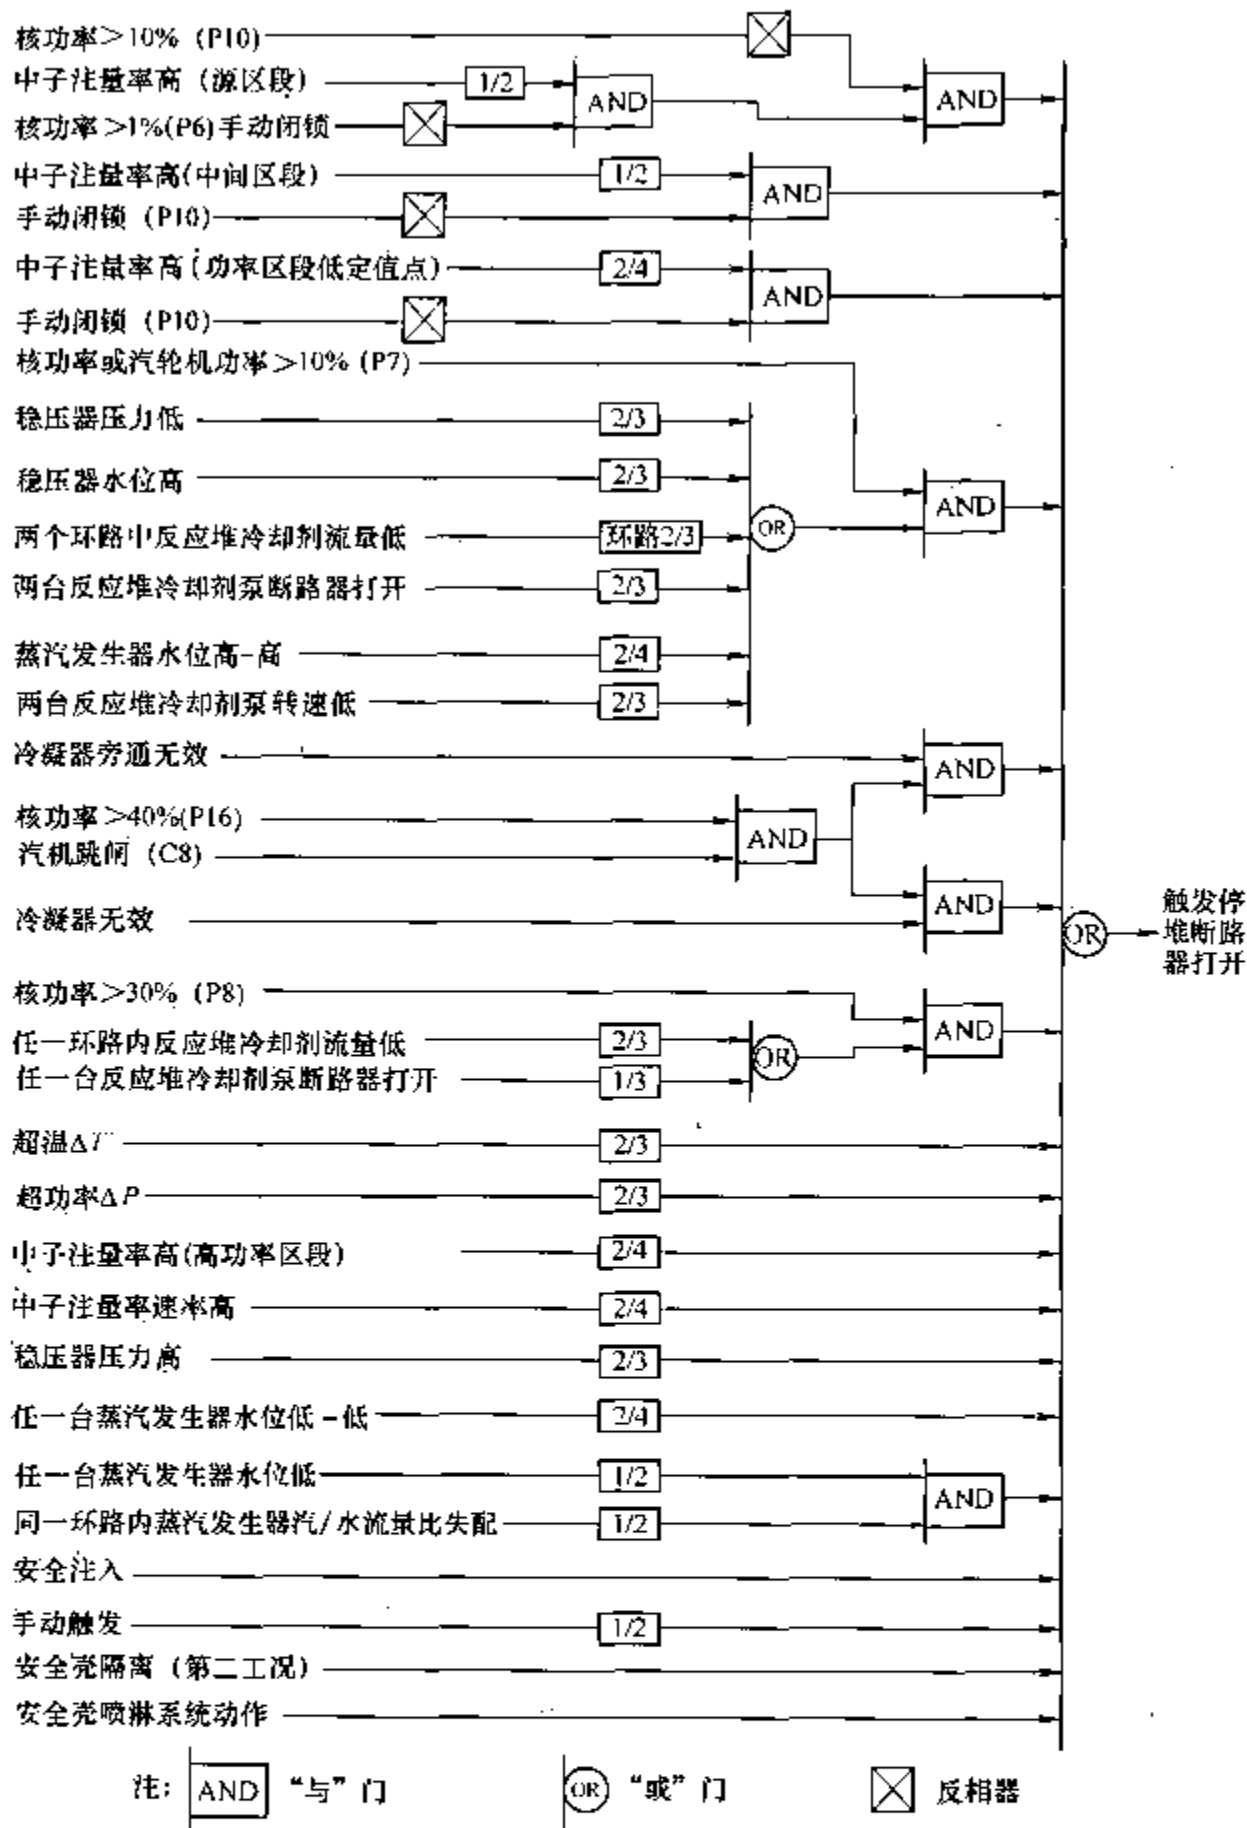 核功率>10% (P10)
中子注量率高 (源区段) 1/2 AND AND
核功率>1%(P6)手动闭锁
中子注量率高(中间区段) 1/2 AND
手动闭锁 (P10)
中子注量率高(功率区段低定值点) 2/4 AND
手动闭锁 (P10)
核功率或汽轮机功率>10% (P7)
稳压器压力低 2/3
稳压器水位高 2/3 AND
两个环路中反应堆冷却剂流量低 环路2/3 OR
两台反应堆冷却剂泵断路器打开 2/3
蒸汽发生器水位高-高 2/4
两台反应堆冷却剂泵转速低 2/3
冷凝器旁通无效 AND
核功率>40%(P16) AND
汽机跳闸 (C8)
冷凝器无效 AND
OR 触发停
堆断路
器打开
核功率>30% (P8) AND
任一环路内反应堆冷却剂流量低 2/3 OR
任一台反应堆冷却剂泵断路器打开 1/3
超温ΔT 2/3
超功率ΔP 2/3
中子注量率高(高功率区段) 2/4
中子注量率速率高 2/4
稳压器压力高 2/3
任一台蒸汽发生器水位低-低 2/4
任一台蒸汽发生器水位低 1/2 AND
同一环路内蒸汽发生器汽/水流量比失配 1/2
安全注入
手动触发 1/2
安全壳隔离 (第二工况)
安全壳喷淋系统动作
注: AND “与”门 OR “或”门 反相器